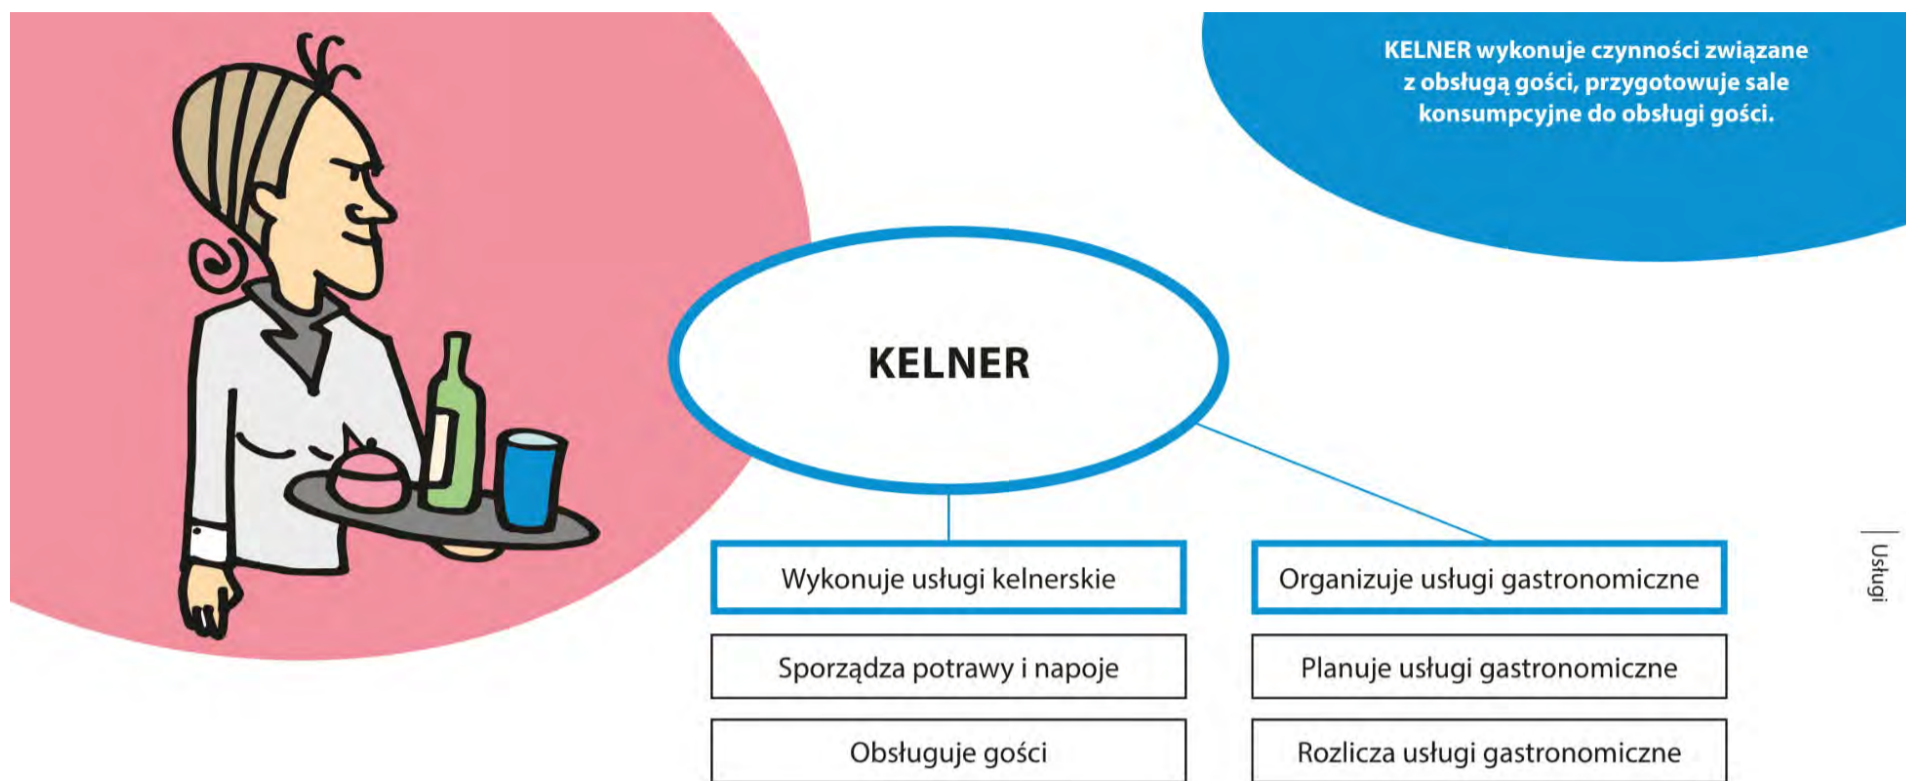 KELNER wykonuje czynności związane
z obsługą gości, przygotowuje sale
konsumpcyjne do obsługi gości.
KELNER
Wykonuje usługi kelnerskie
Organizuje usługi gastronomiczne
Sporządza potrawy i napoje
Planuje usługi gastronomiczne
Obsługuje gości
Rozlicza usługi gastronomiczne
Usługi